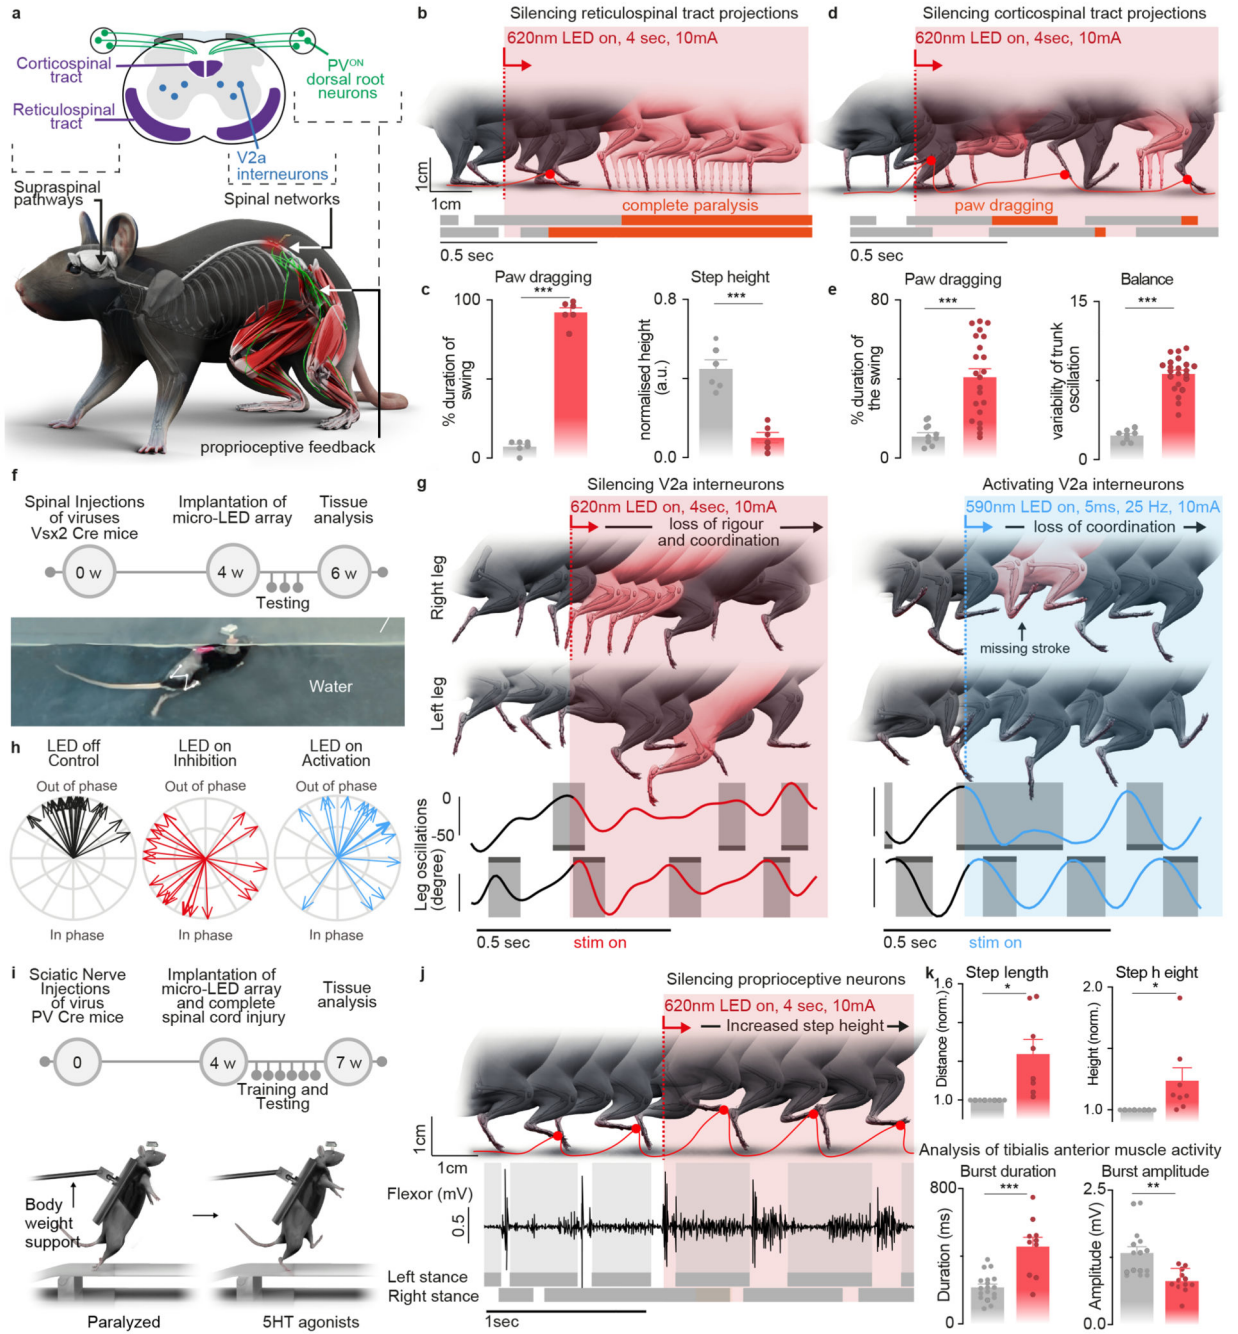 a
Corticospinal
tract
Reticulospinal
tract
PVON
dorsal root
neurons
V2a
interneurons
Supraspinal
pathways
Spinal networks
proprioceptive feedback
b
Silencing reticulospinal tract projections
620nm LED on, 4 sec, 10mA
1cm
1cm
complete paralysis
0.5 sec
c
Paw dragging
***
100
0
% duration of
swing
Step height
***
0.8
0.0
normalised height
(a.u.)
d
Silencing corticospinal tract projections
620nm LED on, 4sec, 10mA
paw dragging
e
Paw dragging
***
80
0
% duration of
the swing
Balance
***
15
0
variability of trunk
oscillation
f
Spinal Injections
of viruses
Vsx2 Cre mice
Implantation of
micro-LED array
Tissue
analysis
0 w
4 w
6 w
Testing
Water
g
Silencing V2a interneurons
620nm LED on, 4sec, 10mA
loss of rigour
and coordination
Right leg
Left leg
Leg oscillations
(degree)
0
-50
0.5 sec
stim on
Activating V2a interneurons
590nm LED on, 5ms, 25 Hz, 10mA
loss of coordination
missing stroke
0.5 sec
stim on
h
LED off
Control
LED on
Inhibition
LED on
Activation
Out of phase
Out of phase
Out of phase
In phase
In phase
In phase
i
Sciatic Nerve
Injections
of virus
PV Cre mice
Implantation of
micro-LED array
and complete
spinal cord injury
Tissue
analysis
0
4 w
7 w
Training and
Testing
Body
weight
support
Paralyzed
5HT agonists
j
Silencing proprioceptive neurons
620nm LED on, 4 sec, 10mA
Increased step height
1cm
1cm
Flexor (mV)
0.5
Left stance
Right stance
1sec
k
Step length
*
1.6
1.0
Distance (norm.)
Step h eight
*
2.0
1.0
Height (norm.)
Analysis of tibialis anterior muscle activity
Burst duration
***
800
0
Duration (ms)
Burst amplitude
**
2.5
0
Amplitude (mV)